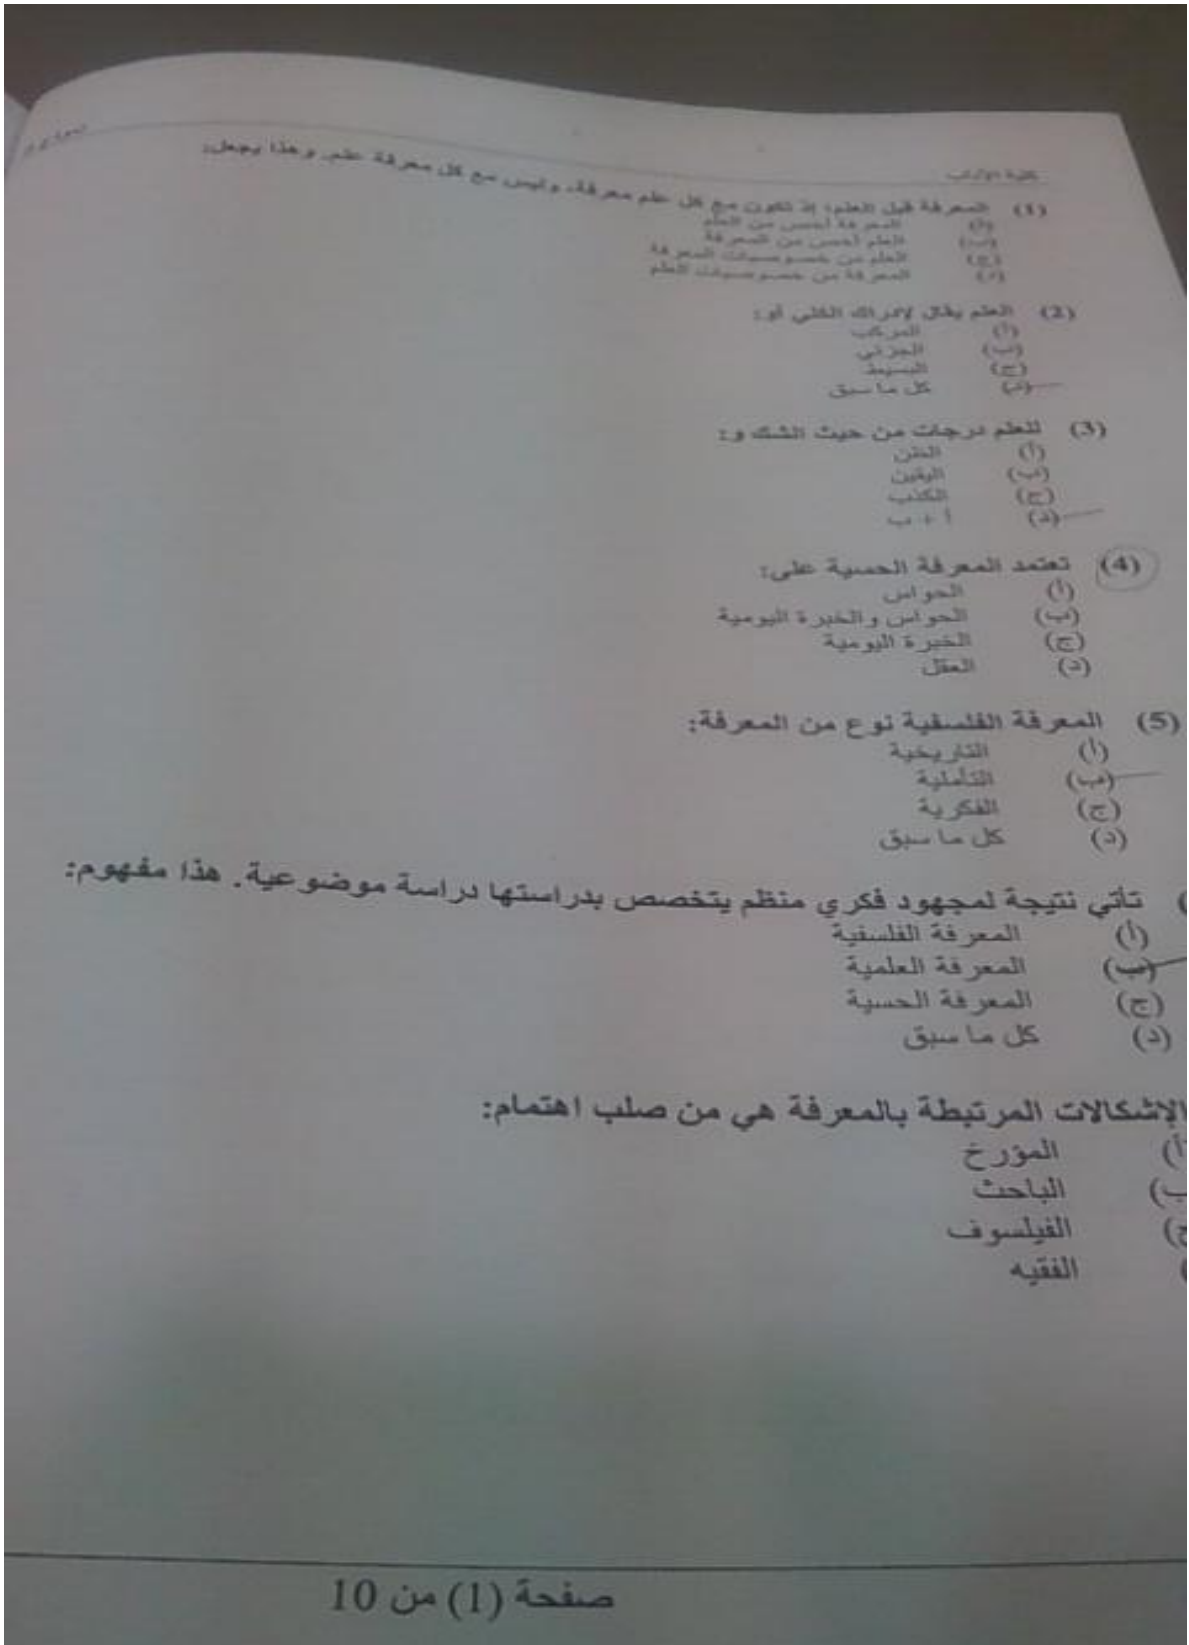 كلية الآداب
(1) المعرفة قبل العلم، إذ تكون مع كل علم معرفة، وليس مع كل معرفة علم. وهذا يجعل:
(أ) المعرفة أخص من العلم
(ب) العلم أخص من المعرفة
(ج) العلم من خصوصيات المعرفة
(د) المعرفة من خصوصيات العلم
(2) العلم يقال لإدراك الكلي أو:
(أ) المركب
(ب) الجزئي
(ج) البسيط
(د) كل ما سبق
(3) للعلم درجات من حيث الشك و:
(أ) الظن
(ب) اليقين
(ج) الكذب
(د) أ + ب
(4) تعتمد المعرفة الحسية على:
(أ) الحواس
(ب) الحواس والخبرة اليومية
(ج) الخبرة اليومية
(د) العقل
(5) المعرفة الفلسفية نوع من المعرفة:
(أ) التاريخية
(ب) التأملية
(ج) الفكرية
(د) كل ما سبق
) تأتي نتيجة لمجهود فكري منظم يتخصص بدراستها دراسة موضوعية. هذا مفهوم:
(أ) المعرفة الفلسفية
(ب) المعرفة العلمية
(ج) المعرفة الحسية
(د) كل ما سبق
الإشكالات المرتبطة بالمعرفة هي من صلب اهتمام:
أ) المؤرخ
ب) الباحث
ج) الفيلسوف
) الفقيه
صفحة (1) من 10